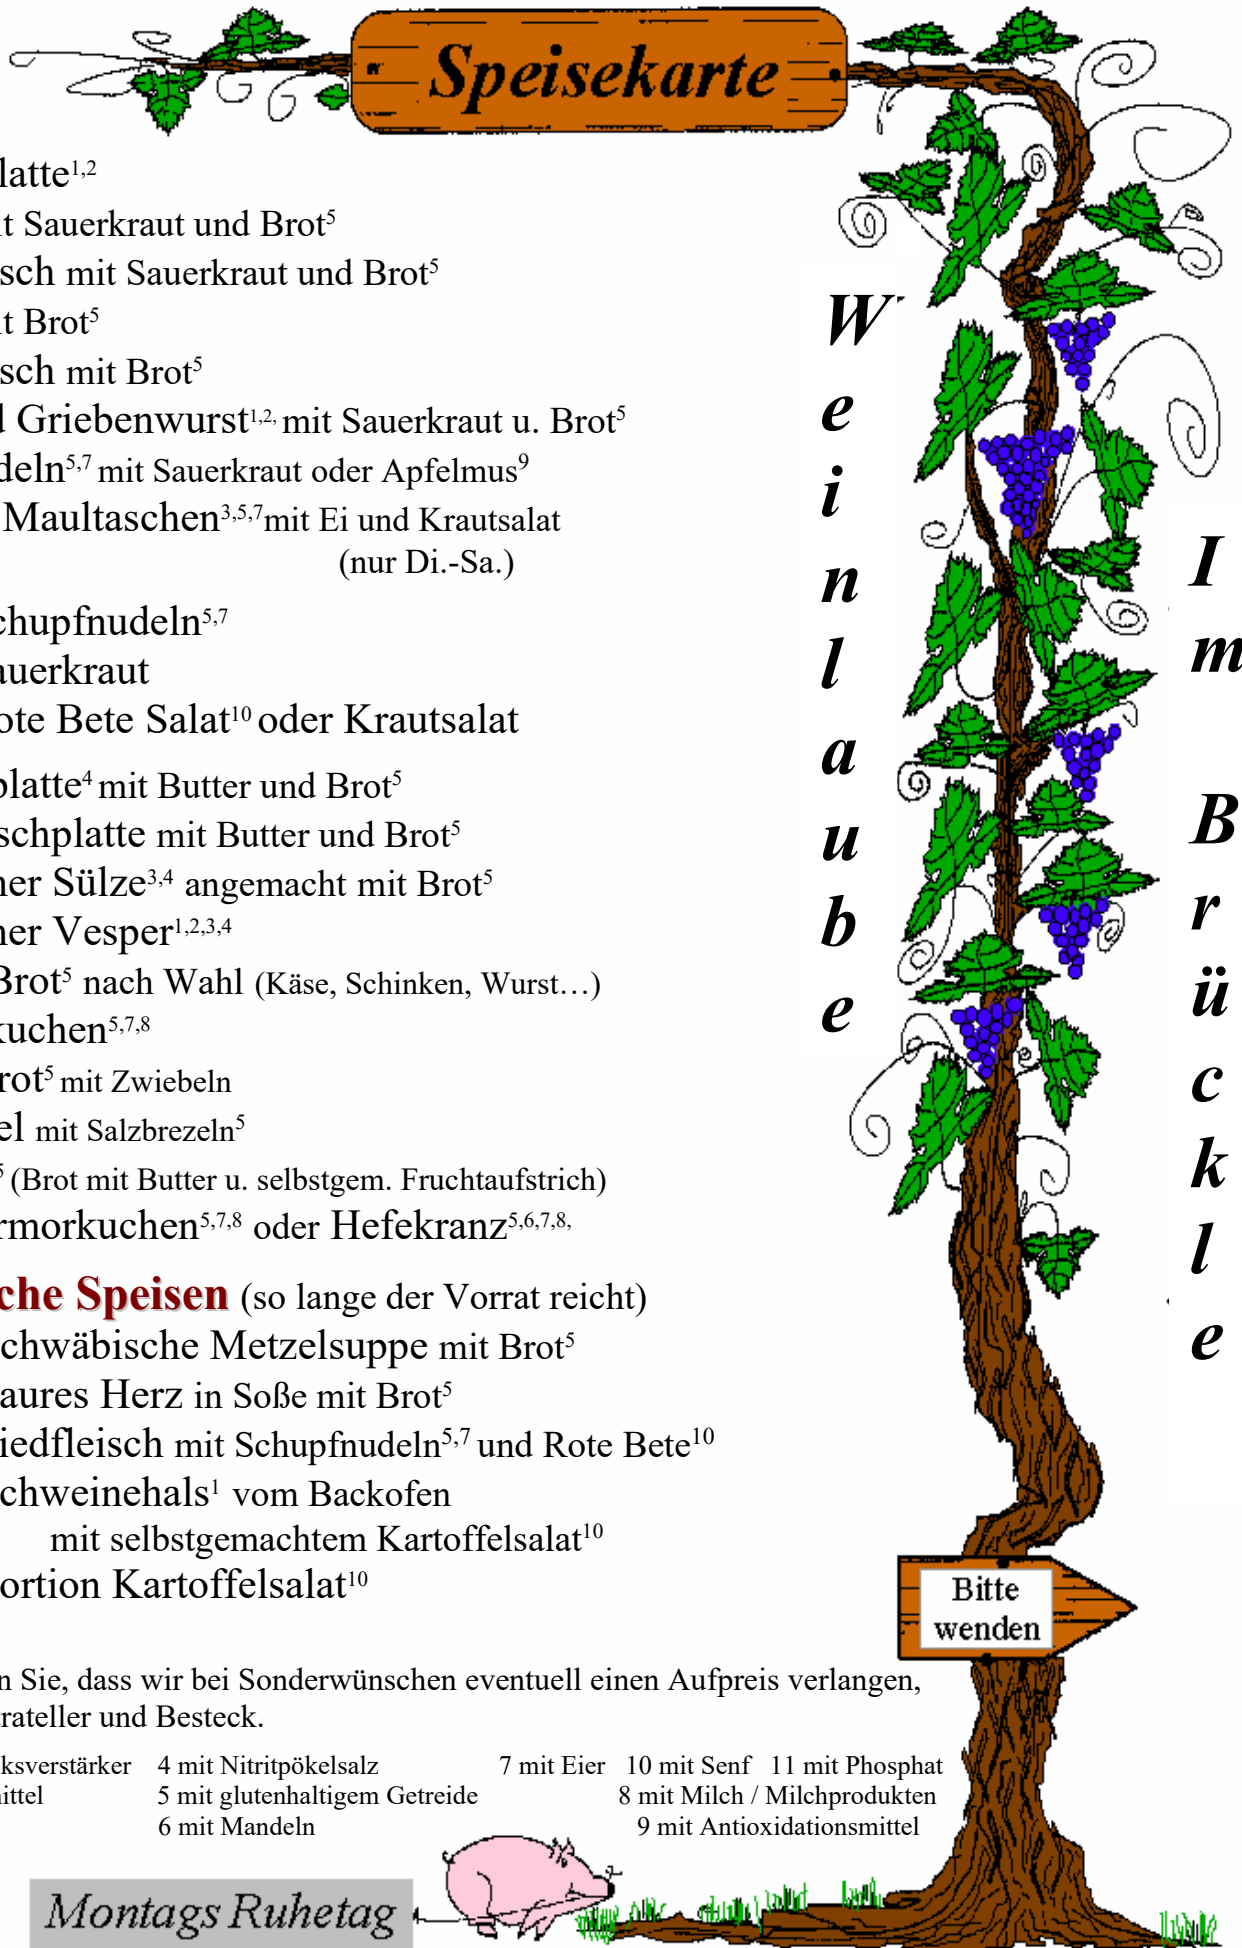 Speisekarte
latte1,2
t Sauerkraut und Brot5
sch mit Sauerkraut und Brot5
t Brot5
sch mit Brot5
d Griebenwurst1,2, mit Sauerkraut u. Brot5
deln5,7 mit Sauerkraut oder Apfelmus9
Maultaschen3,5,7mit Ei und Krautsalat
(nur Di.-Sa.)
chupfnudeln5,7
auerkraut
ote Bete Salat10 oder Krautsalat
platte4 mit Butter und Brot5
schplatte mit Butter und Brot5
ner Sülze3,4 angemacht mit Brot5
ner Vesper1,2,3,4
Brot5 nach Wahl (Käse, Schinken, Wurst…)
kuchen5,7,8
rot5 mit Zwiebeln
el mit Salzbrezeln5
5 (Brot mit Butter u. selbstgem. Fruchtaufstrich)
rmorkuchen5,7,8 oder Hefekranz5,6,7,8,
che Speisen (so lange der Vorrat reicht)
chwäbische Metzelsuppe mit Brot5
aures Herz in Soße mit Brot5
iedfleisch mit Schupfnudeln5,7 und Rote Bete10
chweinehals1 vom Backofen
mit selbstgemachtem Kartoffelsalat10
ortion Kartoffelsalat10
n Sie, dass wir bei Sonderwünschen eventuell einen Aufpreis verlangen,
trateller und Besteck.
ksverstärker 4 mit Nitritpökelsalz 7 mit Eier 10 mit Senf 11 mit Phosphat
ittel 5 mit glutenhaltigem Getreide 8 mit Milch / Milchprodukten
6 mit Mandeln 9 mit Antioxidationsmittel
Montags Ruhetag
Weinlaube
Im Brückle
Bitte
wenden